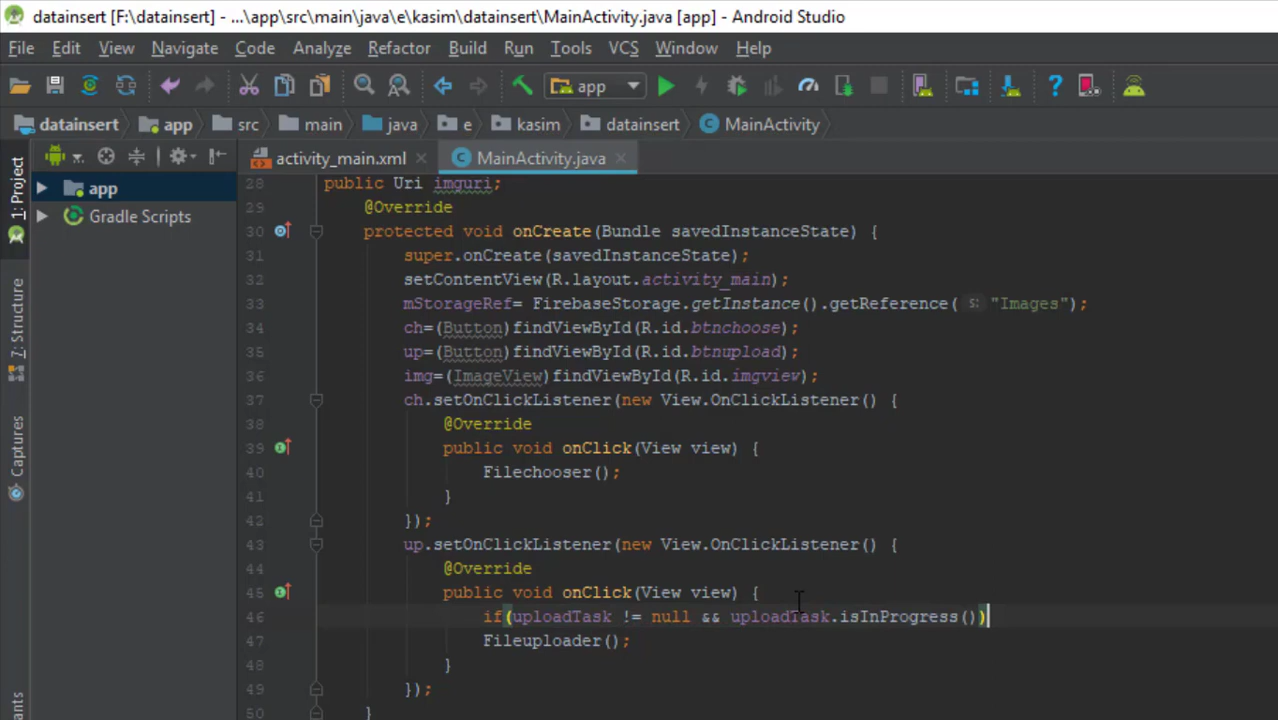 datainsert [F:\datainsert] - ...\app\src\main\java\e\kasim\datainsert\MainActivity.java [app] - Android Studio
File Edit View Navigate Code Analyze Refactor Build Run Tools VCS Window Help
app
datainsert app src main java e kasim datainsert MainActivity
activity_main.xml MainActivity.java
1: Project
app
Gradle Scripts
7: Structure
Captures
28 public Uri imguri;
29 @Override
30 protected void onCreate(Bundle savedInstanceState) {
31 super.onCreate(savedInstanceState);
32 setContentView(R.layout.activity_main);
33 mStorageRef= FirebaseStorage.getInstance().getReference( s: "Images");
34 ch=(Button)findViewById(R.id.btnchoose);
35 up=(Button)findViewById(R.id.btnupload);
36 img=(ImageView)findViewById(R.id.imgview);
37 ch.setOnClickListener(new View.OnClickListener() {
38 @Override
39 public void onClick(View view) {
40 Filechooser();
41 }
42 });
43 up.setOnClickListener(new View.OnClickListener() {
44 @Override
45 public void onClick(View view) {
46 if(uploadTask != null && uploadTask.isInProgress())
47 Fileuploader();
48 }
49 });
50 }